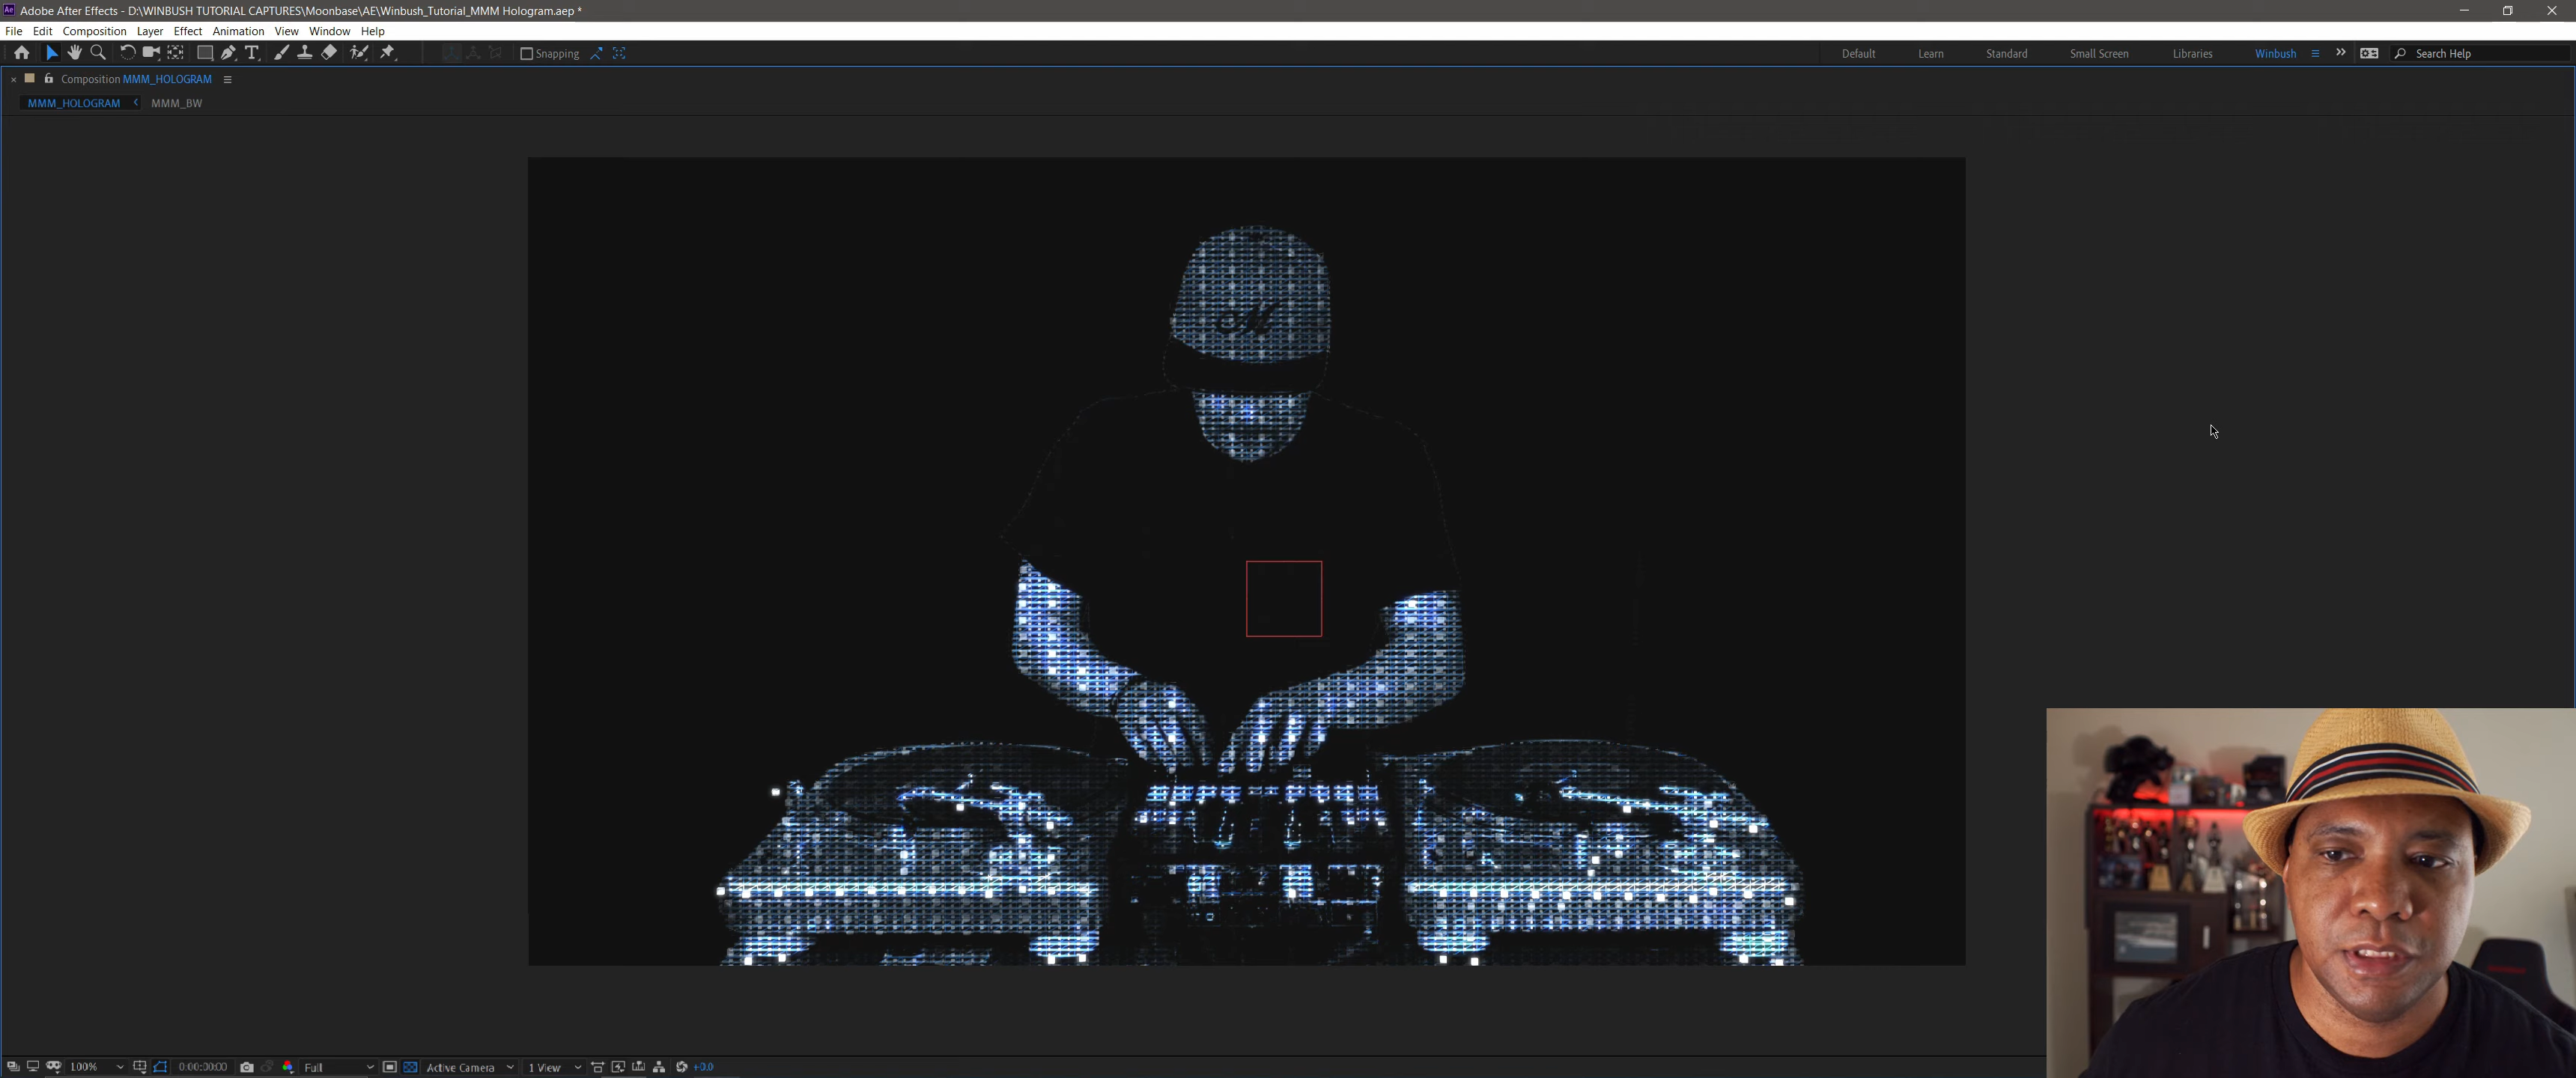 Ae Adobe After Effects - D:\WINBUSH TUTORIAL CAPTURES\Moonbase\AE\Winbush_Tutorial_MMM Hologram.aep *
File Edit Composition Layer Effect Animation View Window Help
Snapping Default Learn Standard Small Screen Libraries Winbush Search Help
Composition MMM_HOLOGRAM
MMM_HOLOGRAM MMM_BW
100% 0:00:00:00 Full Active Camera 1 View +0.0